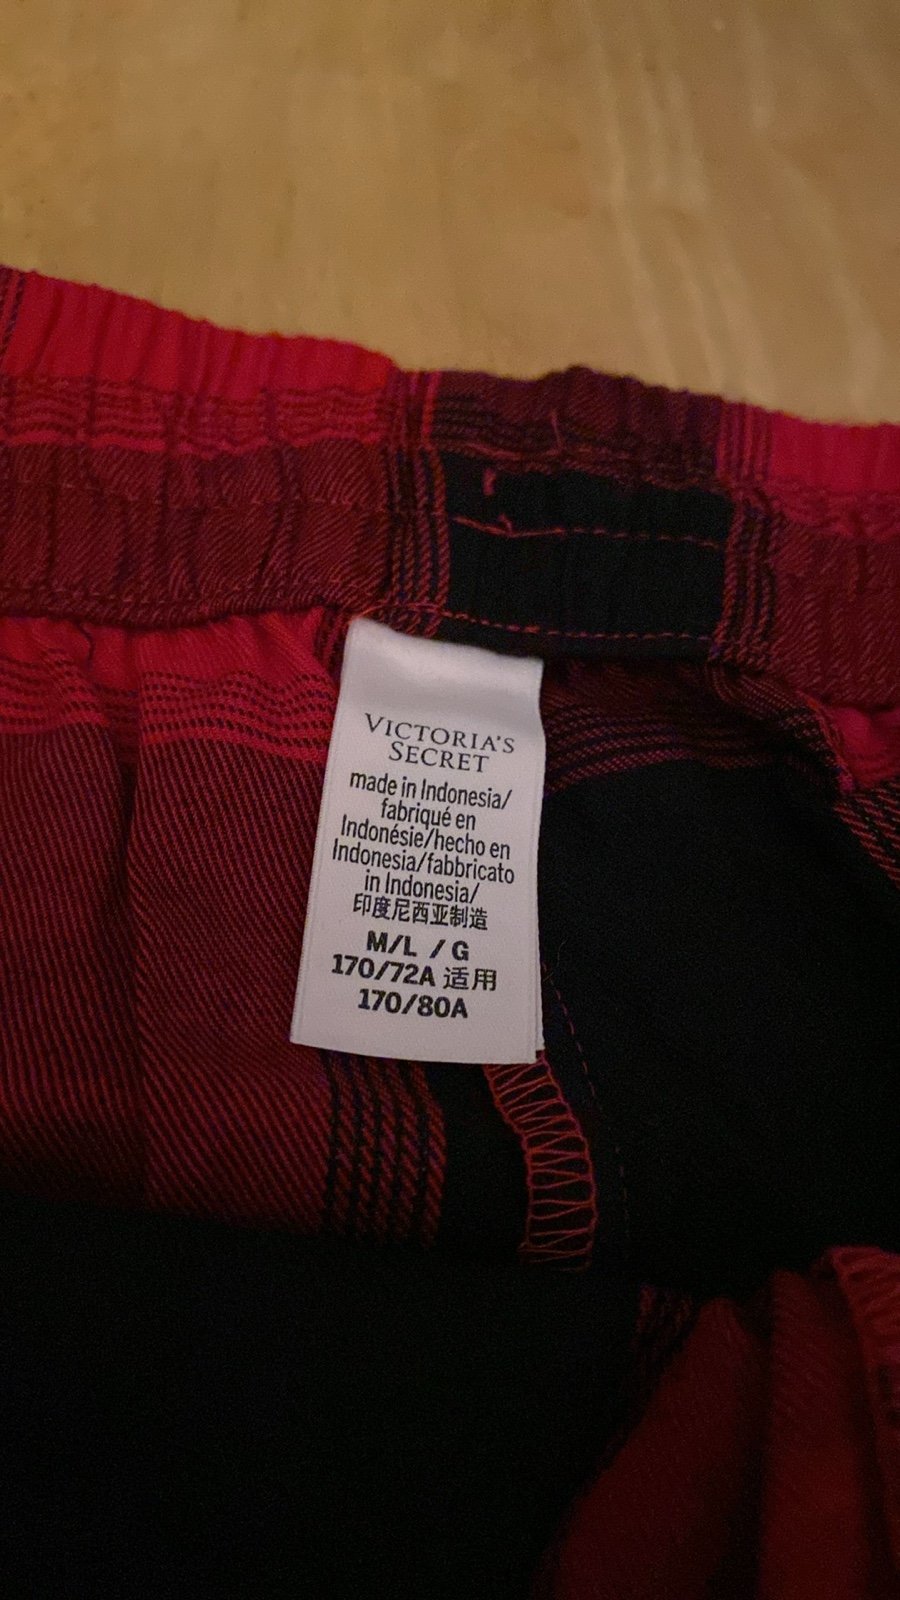 VICTORIA'S
SECRET
made in Indonesia/
fabriqué en
Indonésie/hecho en
Indonesia/fabbricato
in Indonesia/
印度尼西亚制造
M/L / G
170/72A 适用
170/80A